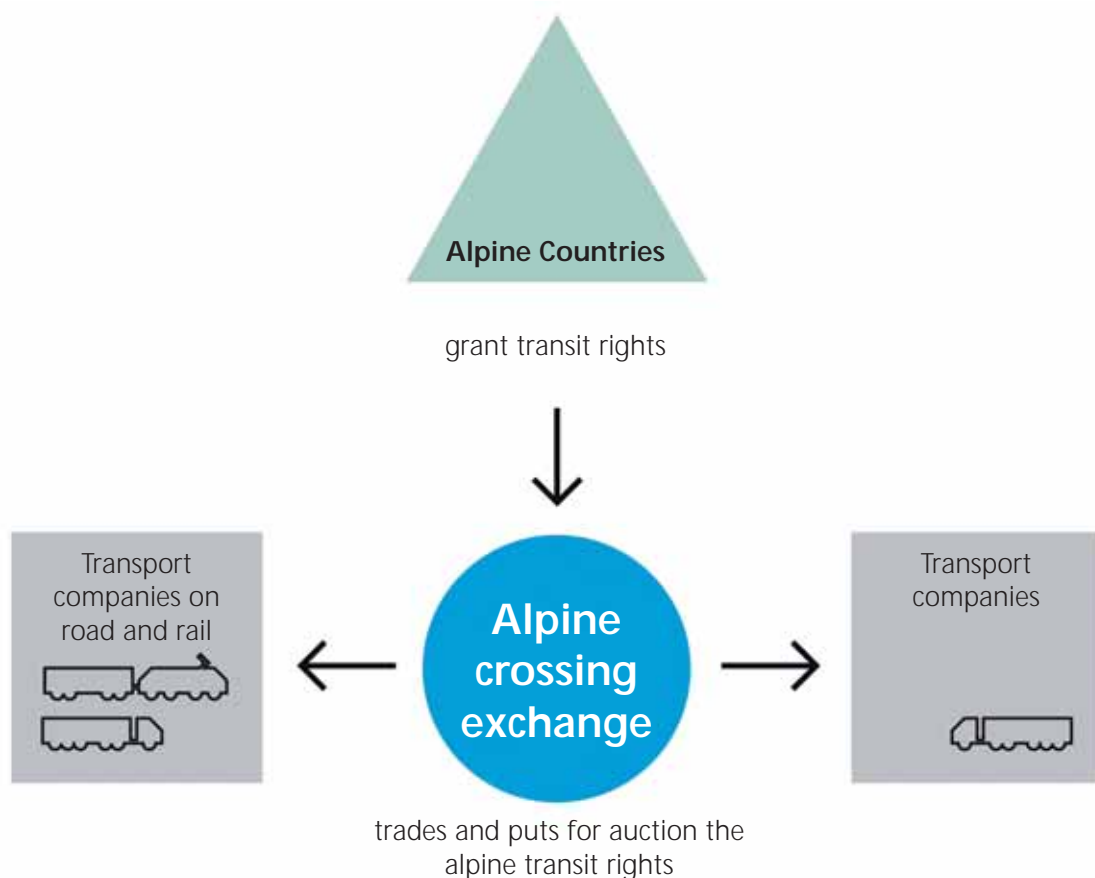 Alpine Countries
grant transit rights
Transport
companies on
road and rail
Alpine
crossing
exchange
Transport
companies
trades and puts for auction the
alpine transit rights